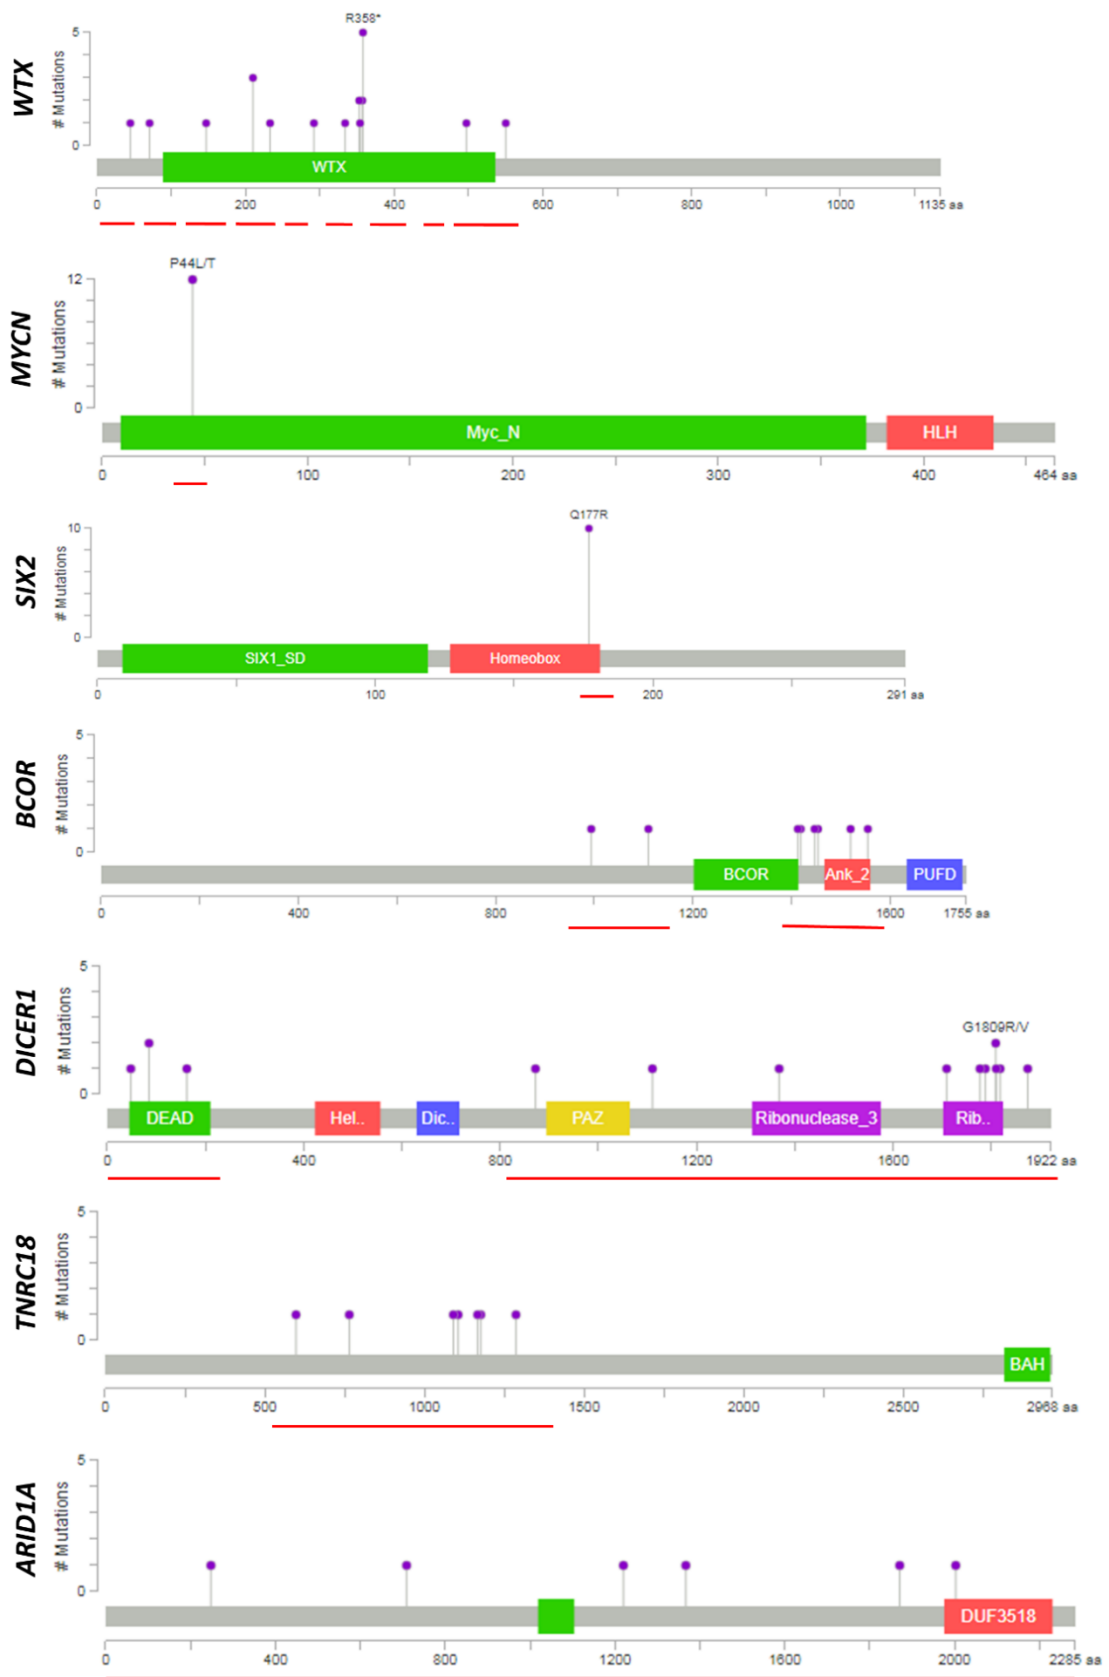 WTX
# Mutations
R358*
5
0
WTX
0 200 400 600 800 1000 1135 aa
MYCN
# Mutations
P44L/T
12
0
Myc_N HLH
0 100 200 300 400 464 aa
SIX2
# Mutations
Q177R
10
0
SIX1_SD Homeobox
0 100 200 291 aa
BCOR
# Mutations
5
0
BCOR Ank_2 PUFD
0 400 800 1200 1600 1755 aa
DICER1
# Mutations
5
G1809R/V
0
DEAD Hel.. Dic.. PAZ Ribonuclease_3 Rib..
0 400 800 1200 1600 1922 aa
TNRC18
# Mutations
5
0
BAH
0 500 1000 1500 2000 2500 2968 aa
ARID1A
# Mutations
5
0
DUF3518
0 400 800 1200 1600 2000 2285 aa